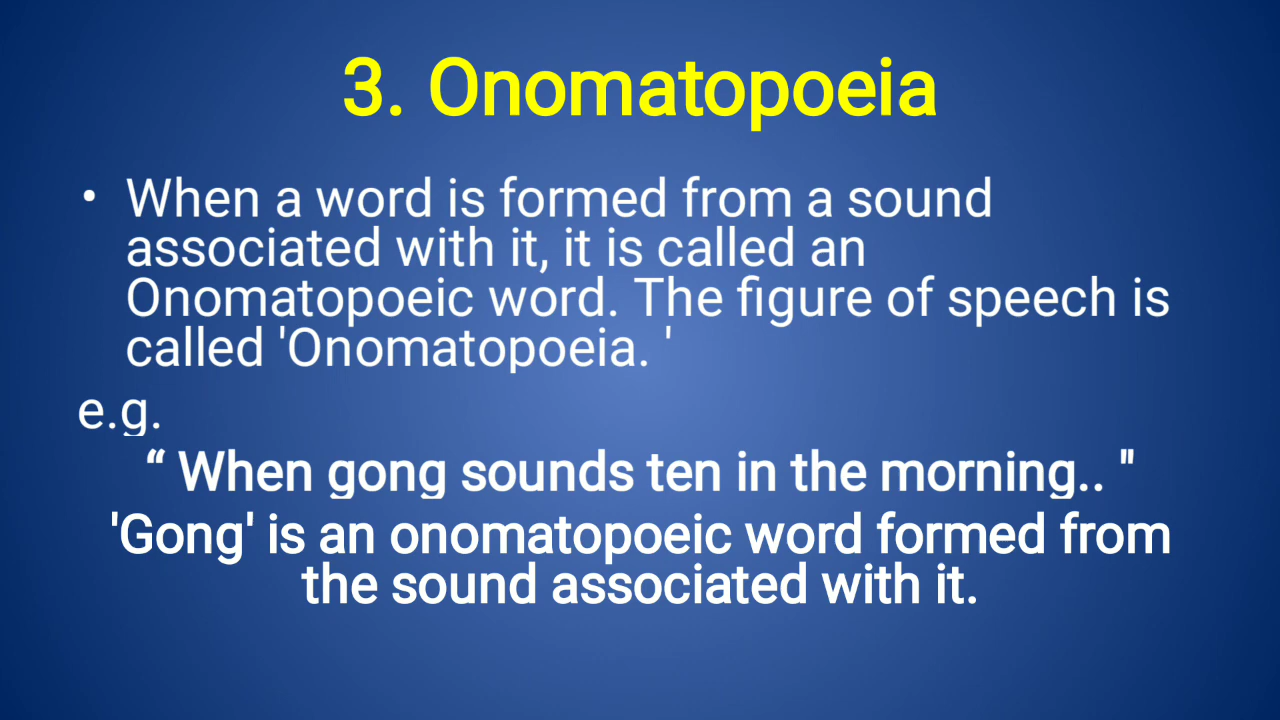 3. Onomatopoeia
• When a word is formed from a sound
associated with it, it is called an
Onomatopoeic word. The figure of speech is
called 'Onomatopoeia. '
e.g.
“ When gong sounds ten in the morning.. "
'Gong' is an onomatopoeic word formed from
the sound associated with it.